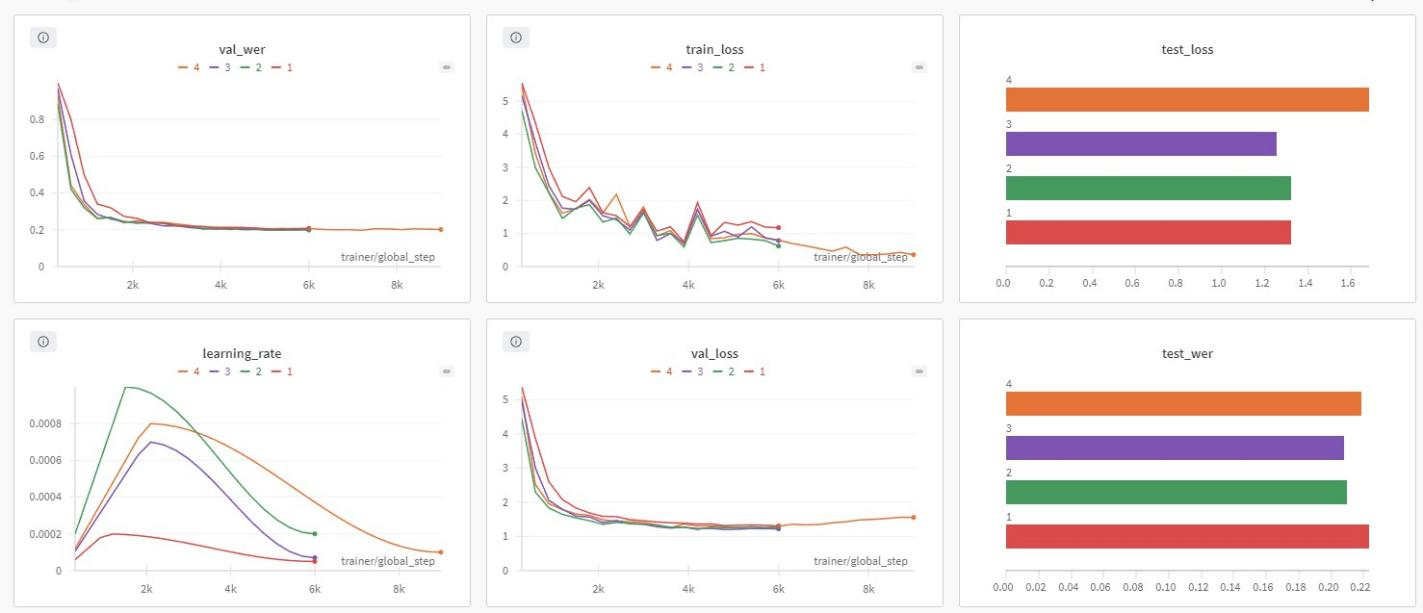 val_wer
4 3 2 1
0.8
0.6
0.4
0.2
0
2k 4k 6k 8k
trainer/global_step
train_loss
4 3 2 1
5
4
3
2
1
0
2k 4k 6k 8k
trainer/global_step
test_loss
4
3
2
1
0.0 0.2 0.4 0.6 0.8 1.0 1.2 1.4 1.6
learning_rate
4 3 2 1
0.0008
0.0006
0.0004
0.0002
0
2k 4k 6k 8k
trainer/global_step
val_loss
4 3 2 1
5
4
3
2
1
0
2k 4k 6k 8k
trainer/global_step
test_wer
4
3
2
1
0.00 0.02 0.04 0.06 0.08 0.10 0.12 0.14 0.16 0.18 0.20 0.22